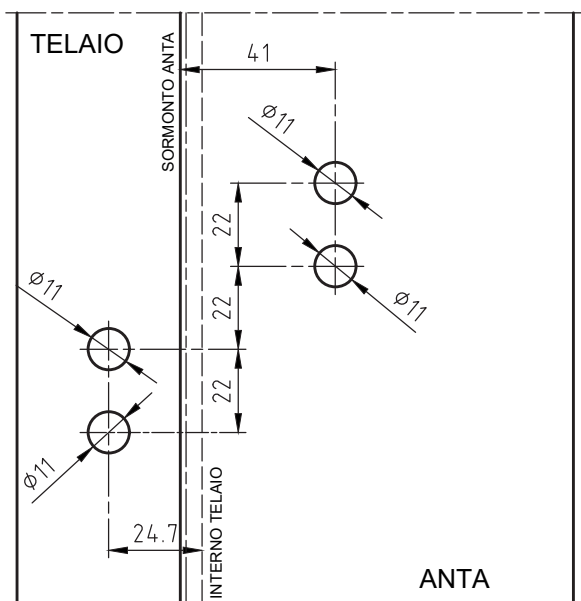 TELAIO
SORMONTO ANTA
41
Ø11
22
Ø11
22
Ø11
22
Ø11
24.7
INTERNO TELAIO
ANTA